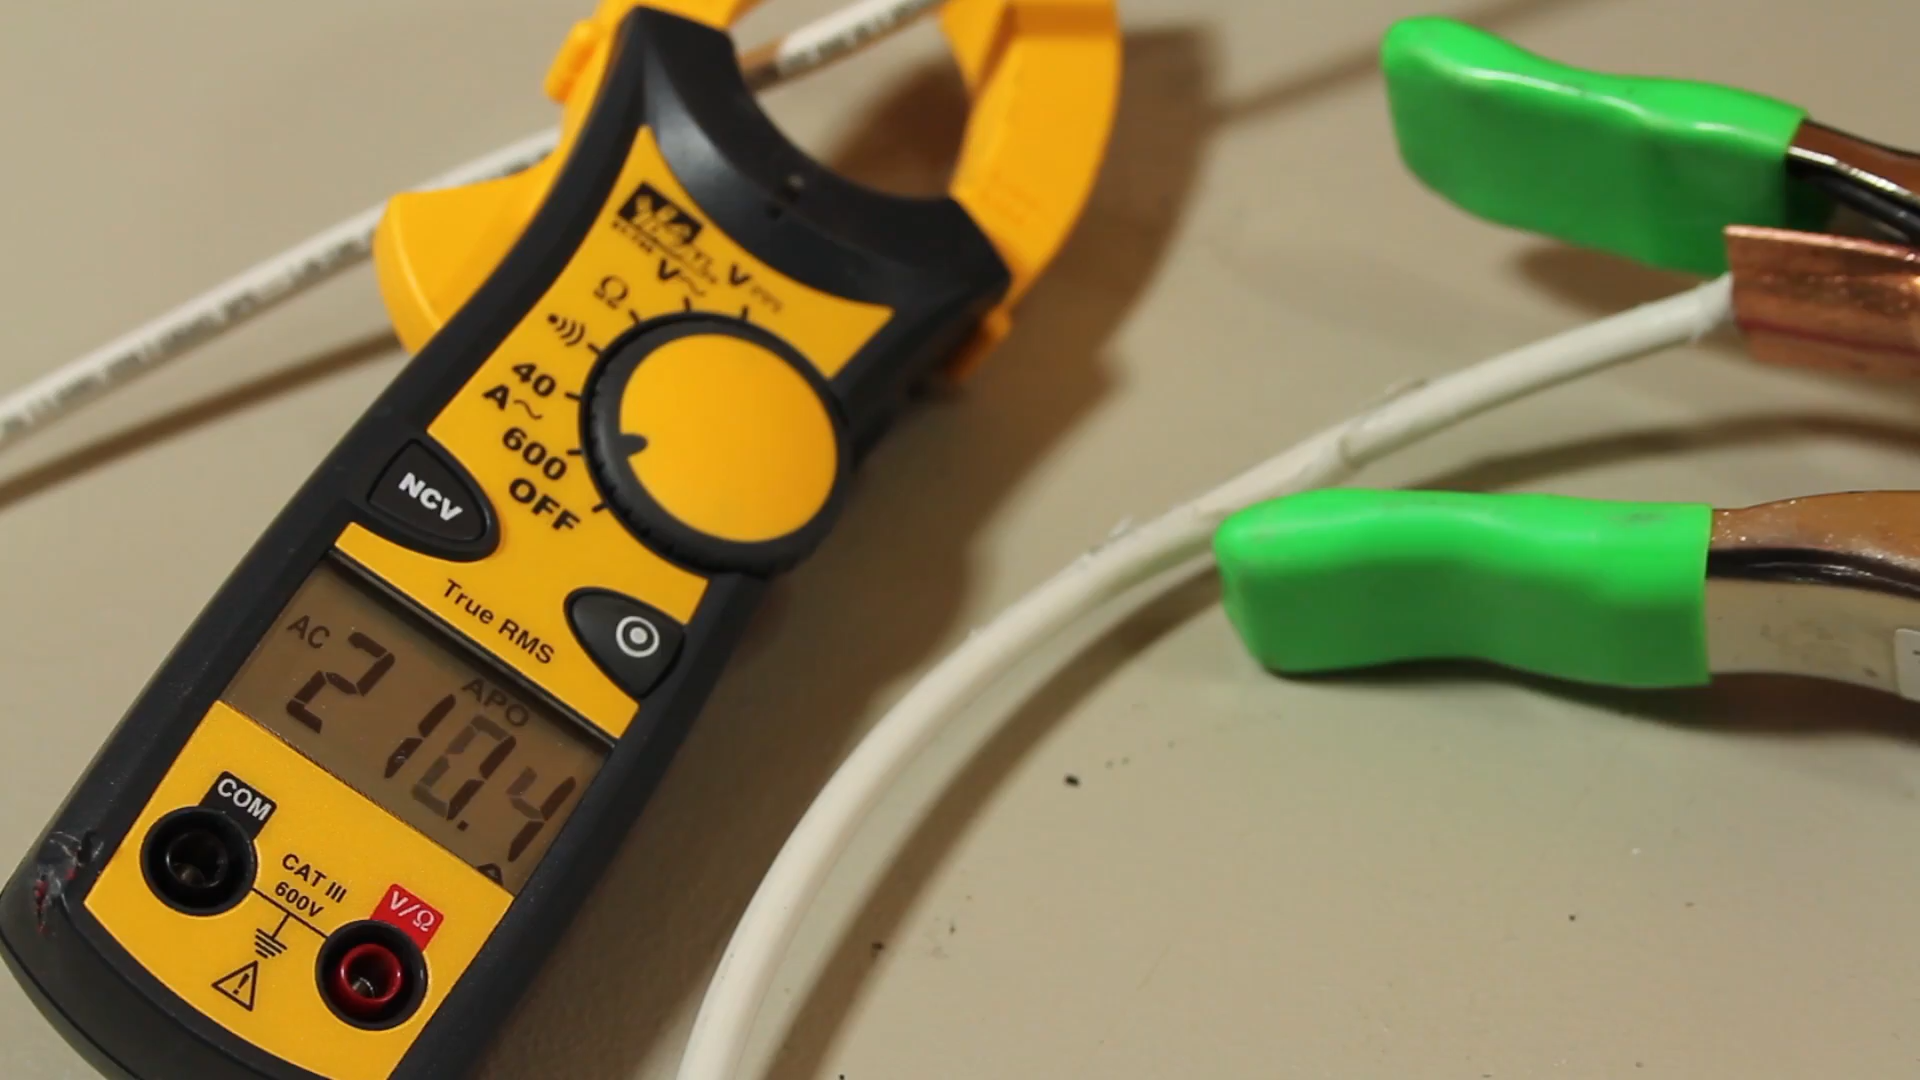 V~ V
Ω
40
A~
600
OFF
NCV
True RMS
AC
APO
210.4
A
COM
CAT III
600V
V/Ω